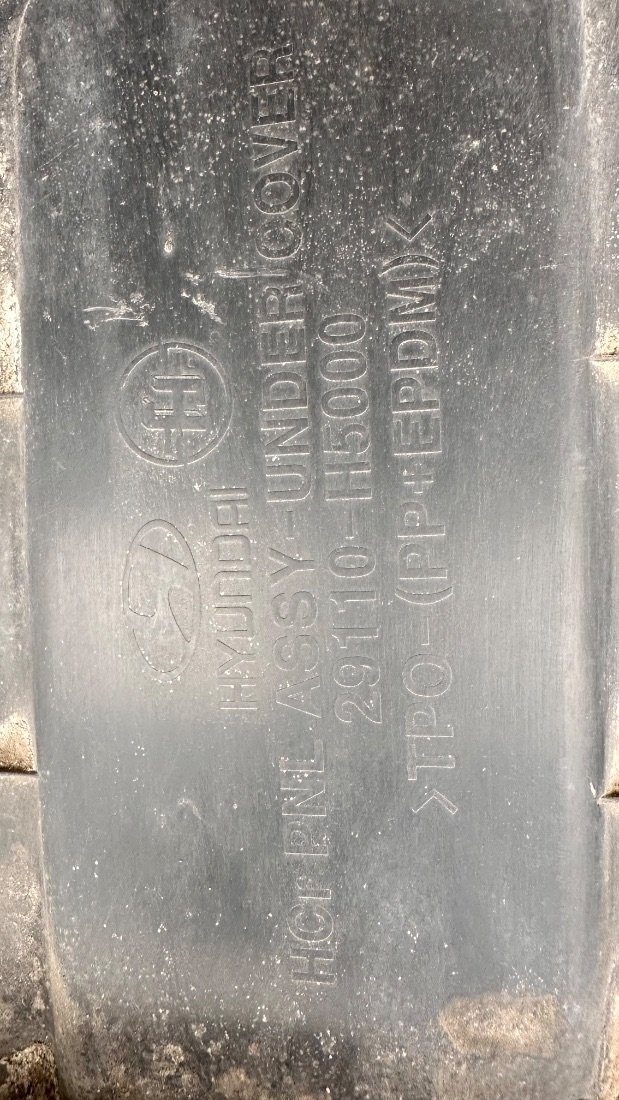 HYUNDAI
HCr PNL ASSY-UNDER COVER
29110-H5000
>TPO-(PP+EPDM)<